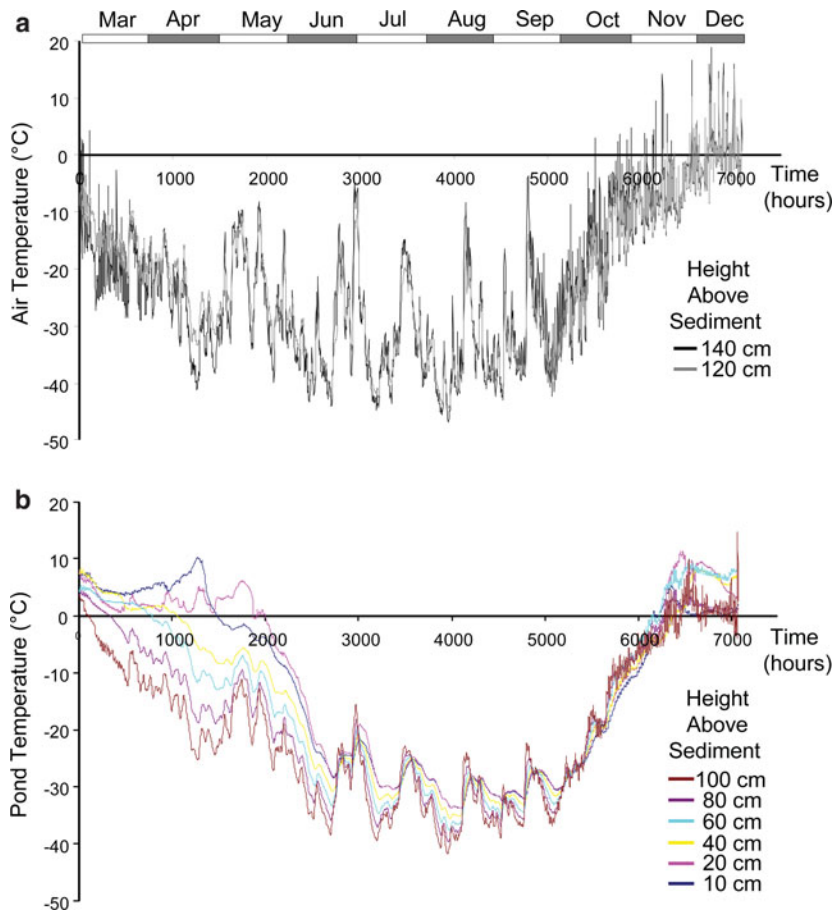 a
Mar Apr May Jun Jul Aug Sep Oct Nov Dec
Air Temperature (°C)
20
10
0
-10
-20
-30
-40
-50
0 1000 2000 3000 4000 5000 6000 7000
Time
(hours)
Height
Above
Sediment
140 cm
120 cm
b
Pond Temperature (°C)
20
10
0
-10
-20
-30
-40
-50
0 1000 2000 3000 4000 5000 6000 7000
Time
(hours)
Height
Above
Sediment
100 cm
80 cm
60 cm
40 cm
20 cm
10 cm